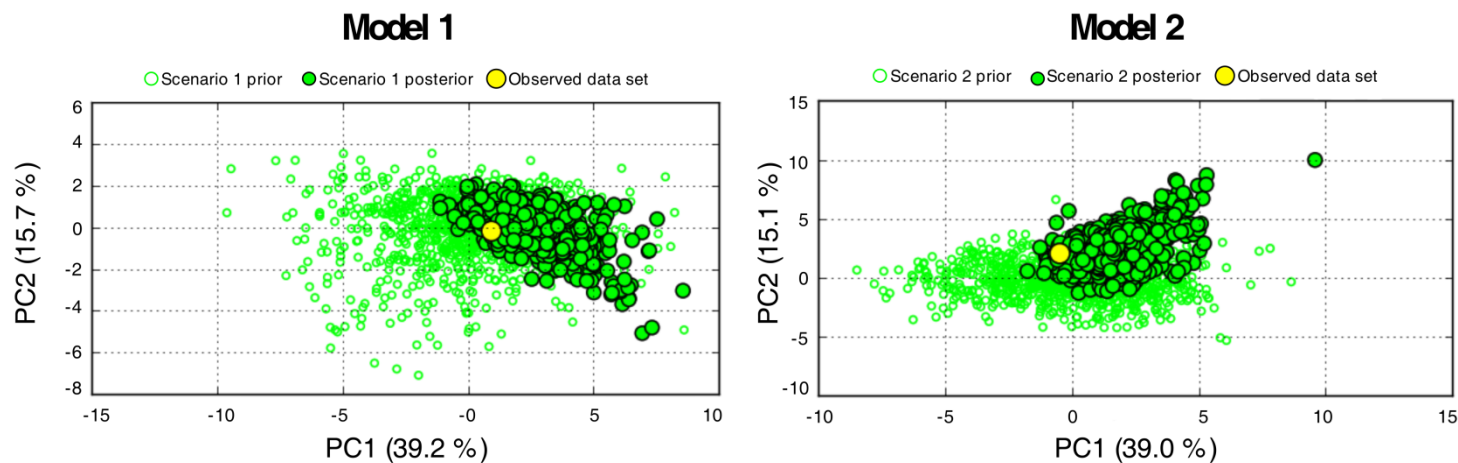 Model 1
Scenario 1 prior Scenario 1 posterior Observed data set
6
4
2
0
-2
-4
-6
-8
PC2 (15.7 %)
-15 -10 -5 -0 5 10
PC1 (39.2 %)
Model 2
Scenario 2 prior Scenario 2 posterior Observed data set
15
10
5
0
-5
-10
PC2 (15.1 %)
-10 -5 0 5 10 15
PC1 (39.0 %)